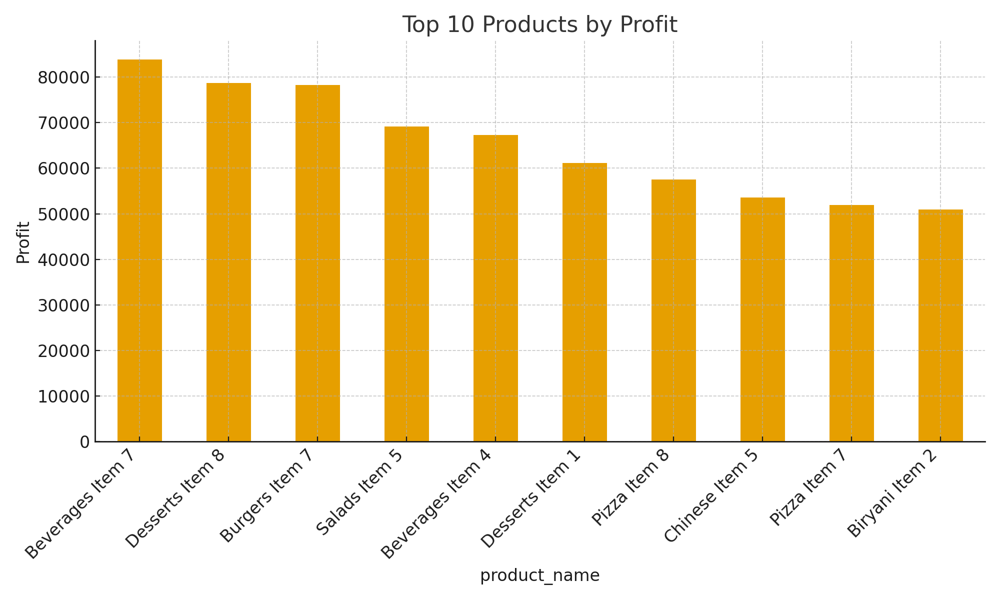 Top 10 Products by Profit
80000
70000
60000
50000
40000
30000
20000
10000
0
Profit
Beverages Item 7
Desserts Item 8
Burgers Item 7
Salads Item 5
Beverages Item 4
Desserts Item 1
Pizza Item 8
Chinese Item 5
Pizza Item 7
Biryani Item 2
product_name